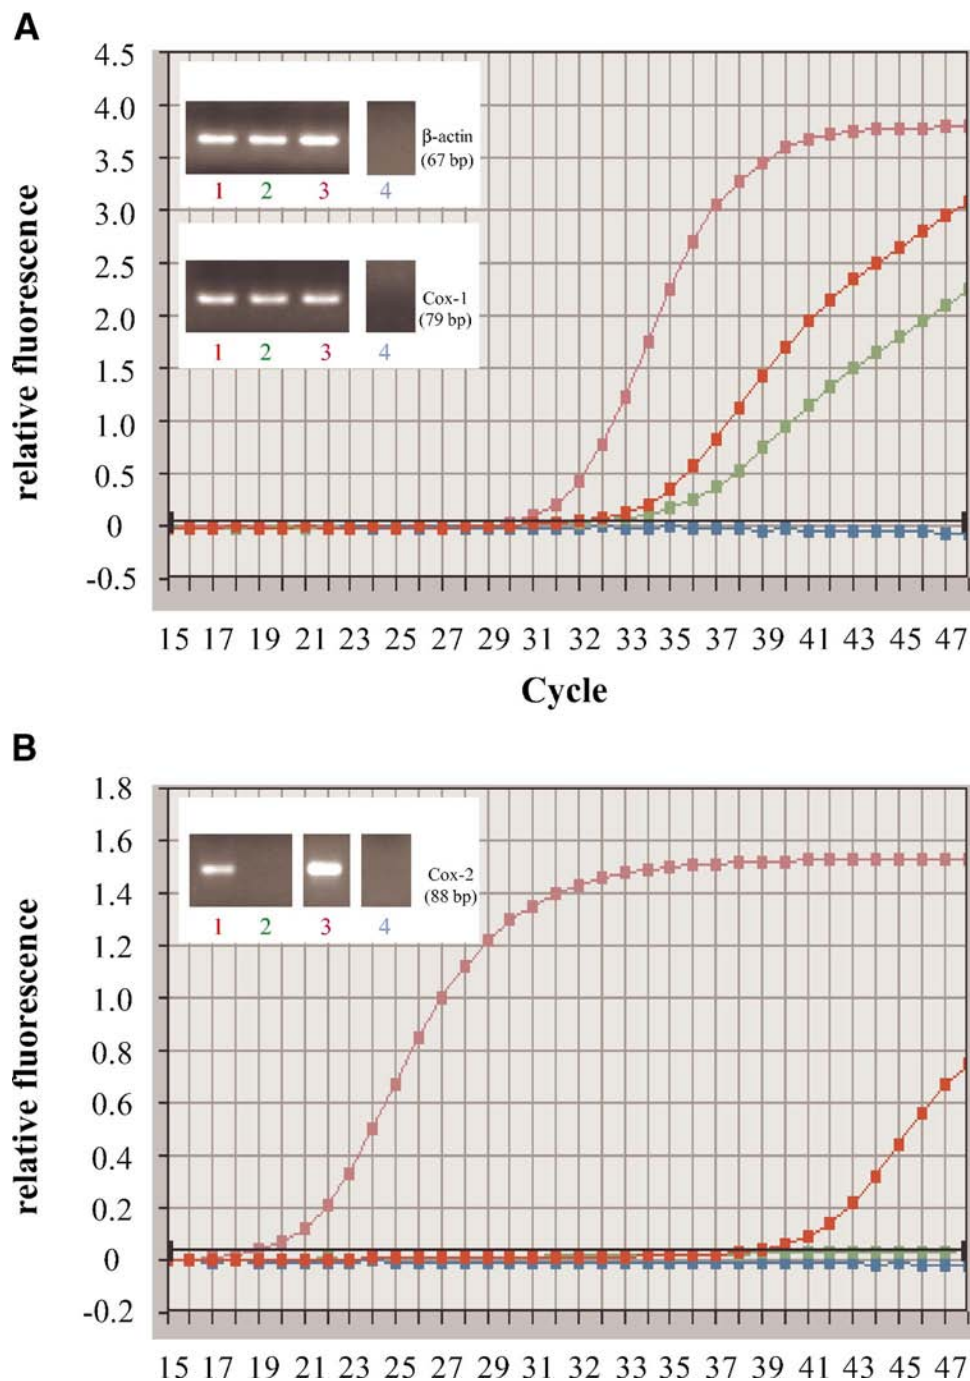 A
4.5
4.0
3.5
3.0
2.5
2.0
1.5
1.0
0.5
0
-0.5
relative fluorescence
β-actin
(67 bp)
1 2 3 4
Cox-1
(79 bp)
1 2 3 4
15 17 19 21 23 25 27 29 31 32 33 35 37 39 41 43 45 47
Cycle
B
1.8
1.6
1.4
1.2
1.0
0.8
0.6
0.4
0.2
0
-0.2
relative fluorescence
Cox-2
(88 bp)
1 2 3 4
15 17 19 21 23 25 27 29 31 32 33 35 37 39 41 43 45 47